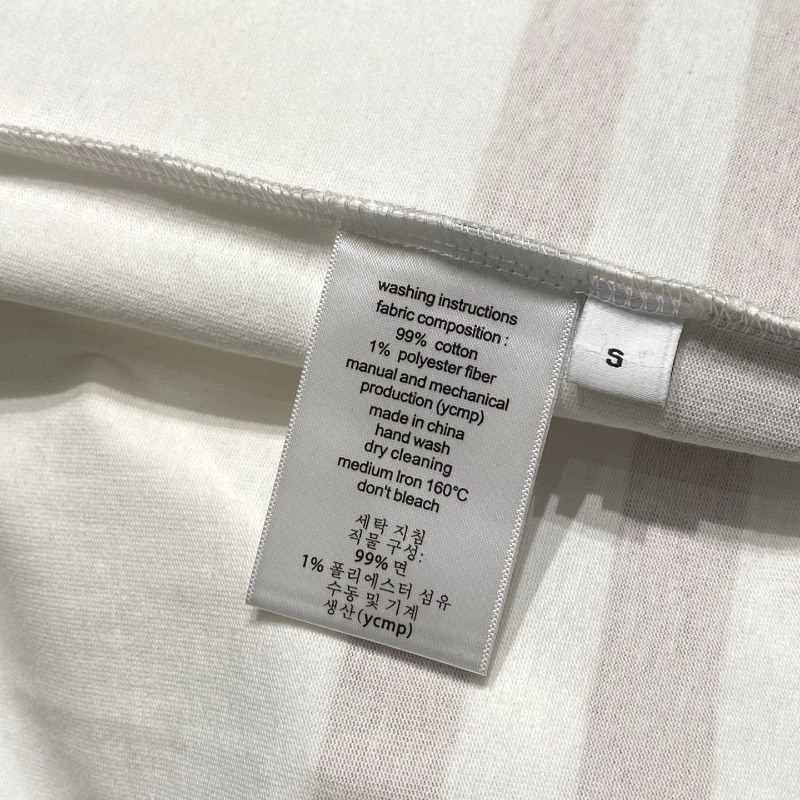 washing instructions
fabric composition :
99% cotton
1% polyester fiber
manual and mechanical
production (ycmp)
made in china
hand wash
dry cleaning
medium Iron 160℃
don't bleach
세탁 지침
직물 구성:
99% 면
1% 폴리에스터 섬유
수동 및 기계
생산(ycmp)
S